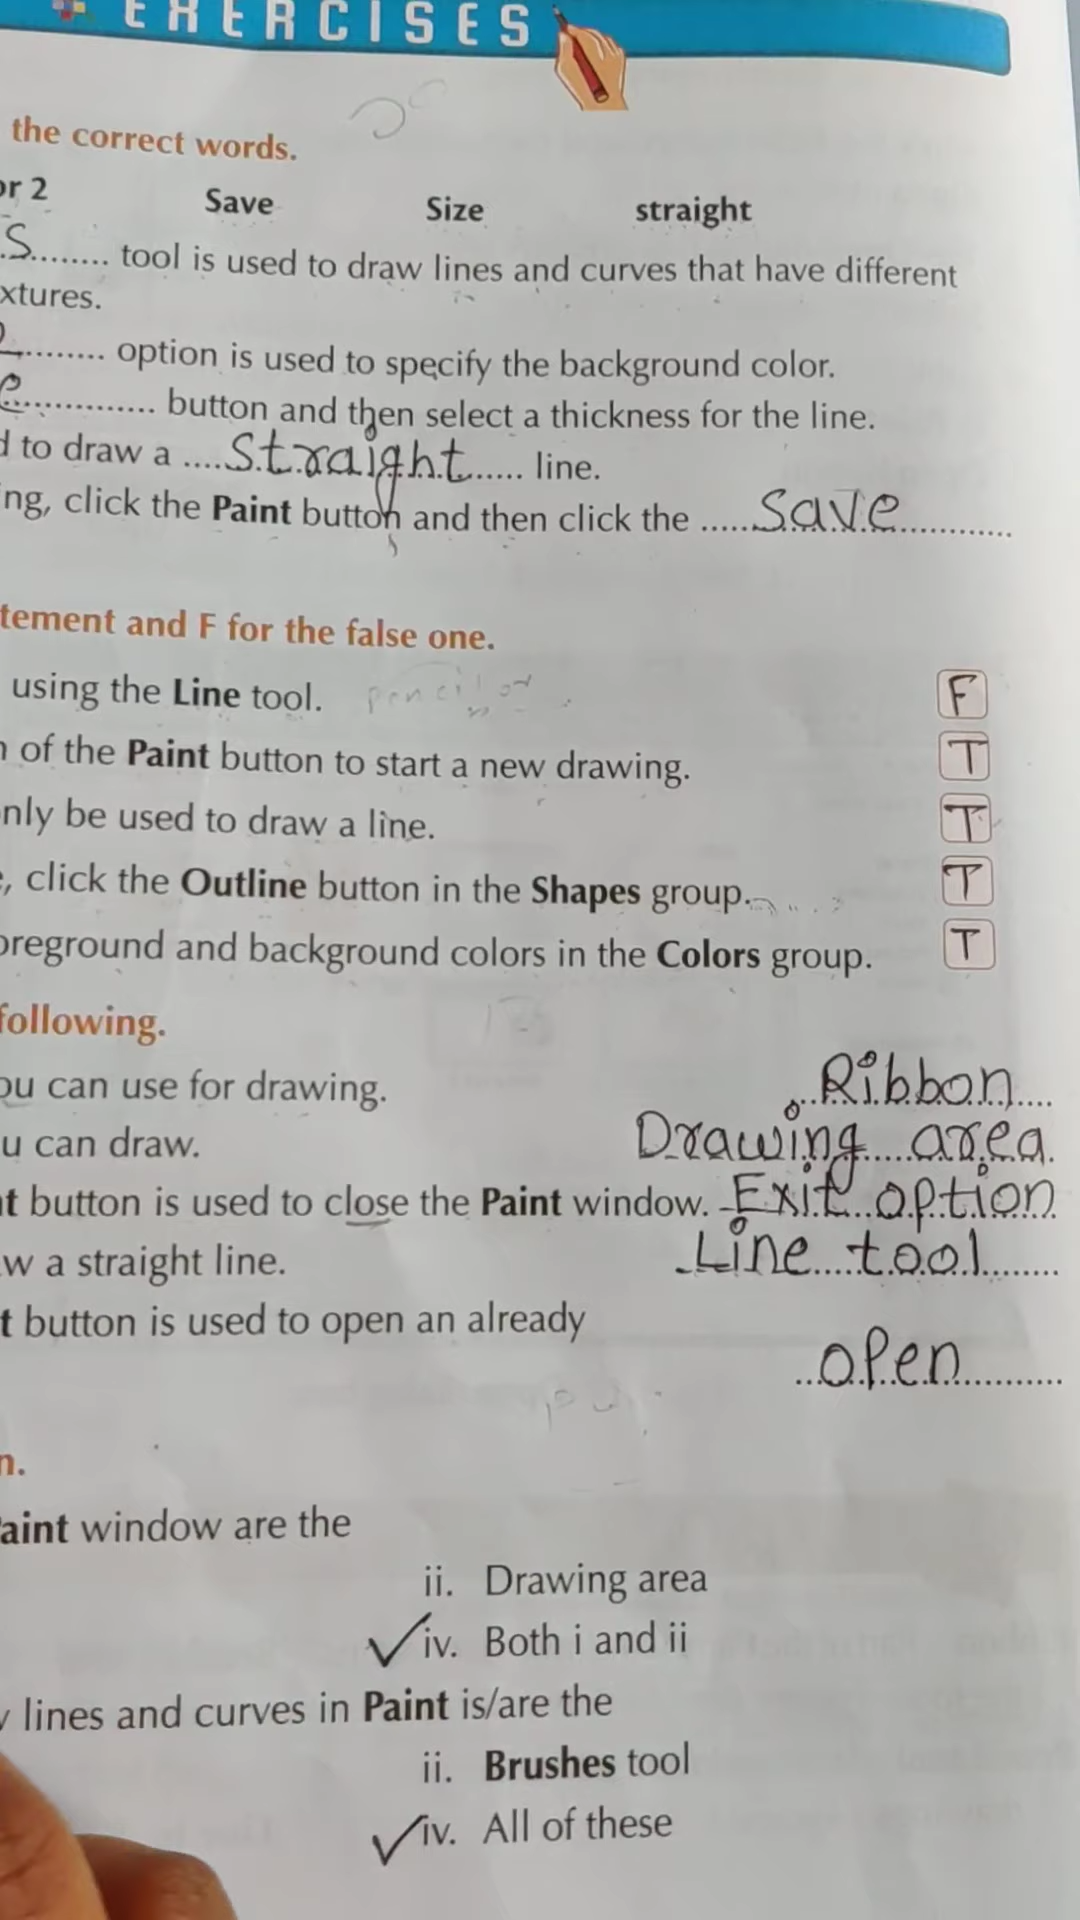 EXERCISES
the correct words.
or 2 Save Size straight
S........ tool is used to draw lines and curves that have different
xtures.
2......... option is used to specify the background color.
e.............. button and then select a thickness for the line.
d to draw a ....straight...... line.
ng, click the Paint button and then click the ......save............
tement and F for the false one.
using the Line tool. pencil or F
n of the Paint button to start a new drawing. T
nly be used to draw a line. T
, click the Outline button in the Shapes group. T
oreground and background colors in the Colors group. T
following.
ou can use for drawing. Ribbon
u can draw. Drawing area
t button is used to close the Paint window. Exit option
w a straight line. Line tool
t button is used to open an already
open
n.
aint window are the
ii. Drawing area
✓iv. Both i and ii
lines and curves in Paint is/are the
ii. Brushes tool
✓iv. All of these